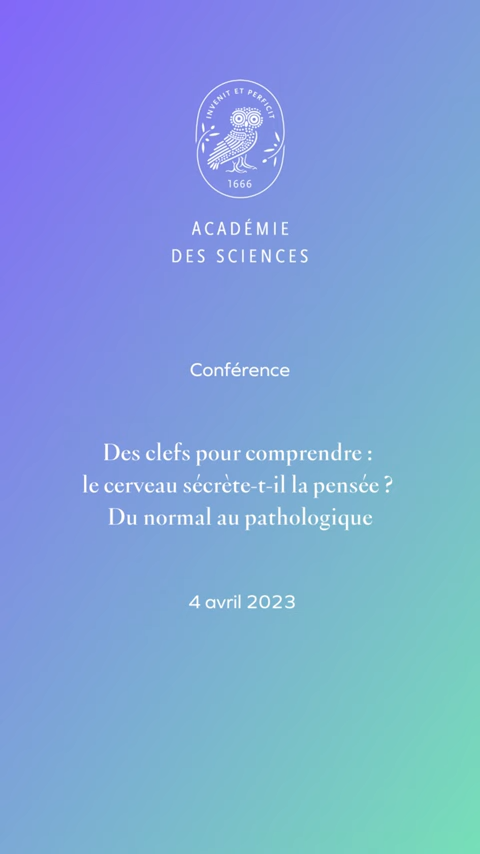 INVENIT ET PERFICIT
1666
ACADÉMIE
DES SCIENCES
Conférence
Des clefs pour comprendre :
le cerveau sécrète-t-il la pensée ?
Du normal au pathologique
4 avril 2023